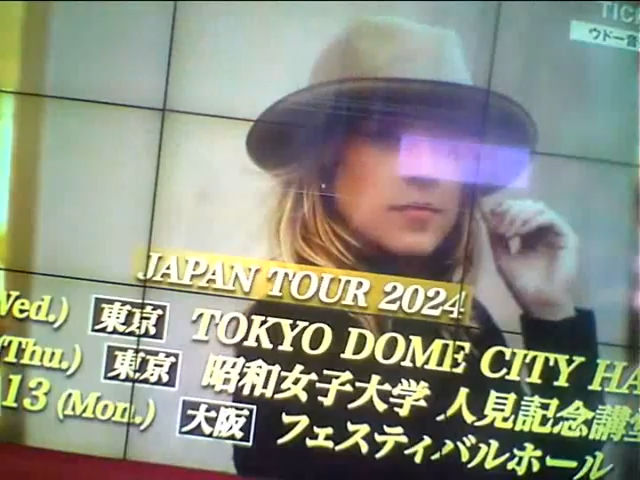 TIC
ウドー音
JAPAN TOUR 2024!
Wed.) 東京 TOKYO DOME CITY HA
(Thu.) 東京 昭和女子大学 人見記念講堂
13 (Mon.) 大阪 フェスティバルホール